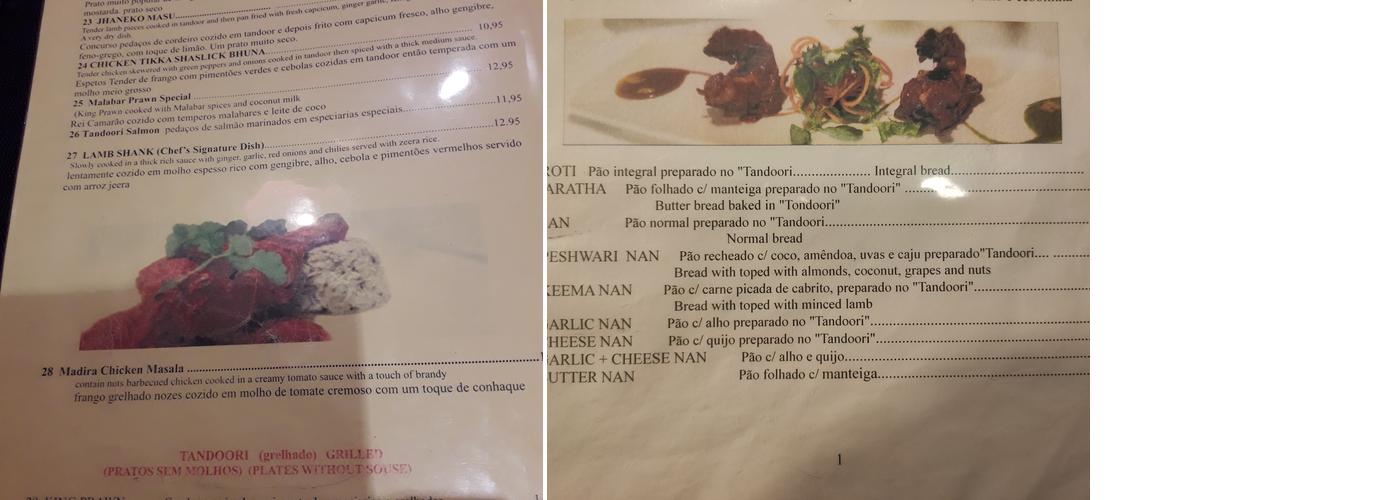 mostarda. prato seco
23 JHANEKO MASU
Tender lamb pieces cooked in tandoor and then pan fried with fresh capcicum, ginger garlic,
A very dry dish.
Concurso pedaços de cordeiro cozido em tandoor e depois frito com capcicum fresco, alho gengibre,
feno-grego, com toque de limão. Um prato muito seco.
24 CHICKEN TIKKA SHASLICK BHUNA 10,95
Tender chicken skewered with green peppers and onions cooked in tandoor then spiced with a thick medium sauce.
Espetos Tender de frango com pimentões verdes e cebolas cozidas em tandoor então temperada com um
molho meio grosso
25 Malabar Prawn Special 12,95
(King Prawn cooked with Malabar spices and coconut milk
Rei Camarão cozido com temperos malabares e leite de coco
26 Tandoori Salmon pedaços de salmão marinados em especiarias especiais 11,95
27 LAMB SHANK (Chef's Signature Dish) 12.95
Slowly cooked in a thick rich sauce with ginger, garlic, red onions and chilies served with zeera rice.
lentamente cozido em molho espesso rico com gengibre, alho, cebola e pimentões vermelhos servido
com arroz jeera
28 Madira Chicken Masala
contain nuts barbecued chicken cooked in a creamy tomato sauce with a touch of brandy
frango grelhado nozes cozido em molho de tomate cremoso com um toque de conhaque
TANDOORI (grelhado) GRILLED
(PRATOS SEM MOLHOS) (PLATES WITHOUT SOUSE)
ROTI Pão integral preparado no "Tandoori.................... Integral bread
ARATHA Pão folhado c/ manteiga preparado no "Tandoori"
Butter bread baked in "Tondoori"
AN Pão normal preparado no "Tandoori
Normal bread
PESHWARI NAN Pão recheado c/ coco, amêndoa, uvas e caju preparado"Tandoori....
Bread with toped with almonds, coconut, grapes and nuts
KEEMA NAN Pão c/ carne picada de cabrito, preparado no "Tandoori"
Bread with toped with minced lamb
GARLIC NAN Pão c/ alho preparado no "Tandoori"
HEESE NAN Pão c/ quijo preparado no "Tandoori"
GARLIC + CHEESE NAN Pão c/ alho e quijo
UTTER NAN Pão folhado c/ manteiga
1